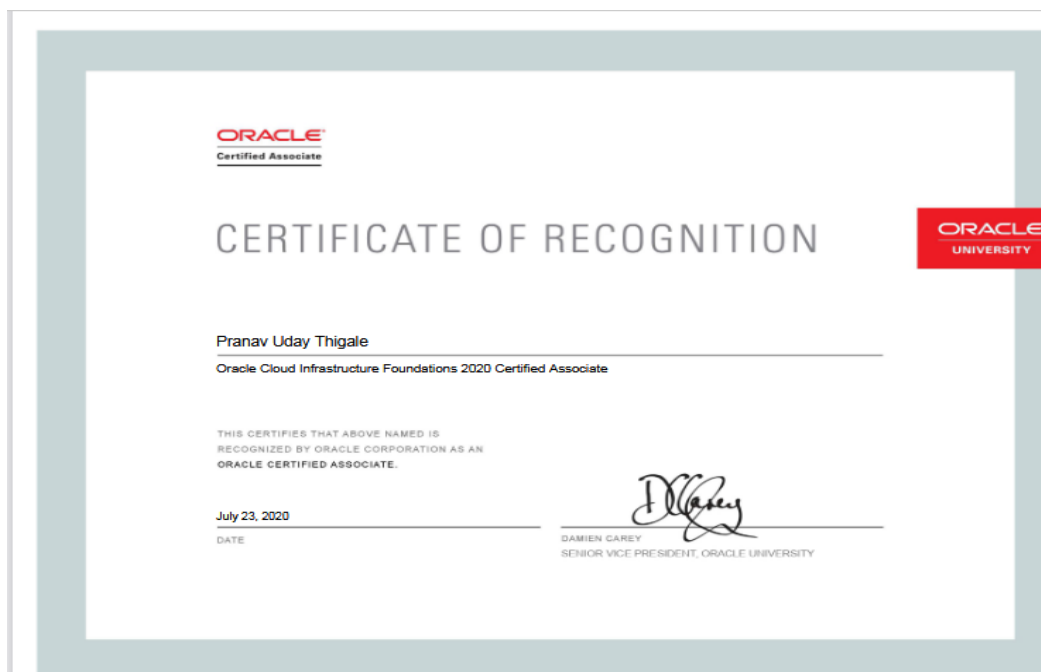 ORACLE
Certified Associate
CERTIFICATE OF RECOGNITION
ORACLE
UNIVERSITY
Pranav Uday Thigale
Oracle Cloud Infrastructure Foundations 2020 Certified Associate
THIS CERTIFIES THAT ABOVE NAMED IS
RECOGNIZED BY ORACLE CORPORATION AS AN
ORACLE CERTIFIED ASSOCIATE.
DCarey
July 23, 2020
DATE
DAMIEN CAREY
SENIOR VICE PRESIDENT, ORACLE UNIVERSITY